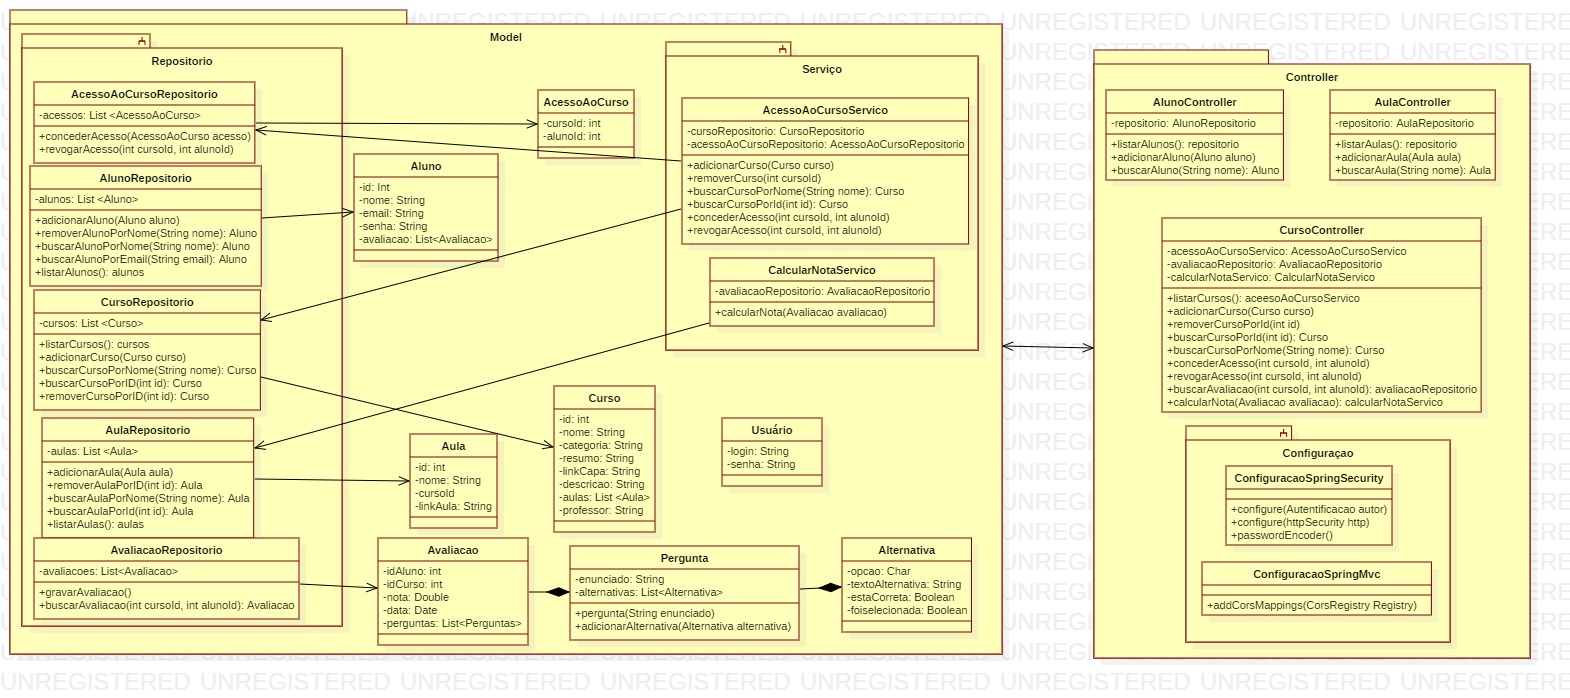 Model
Repositorio
AcessoAoCursoRepositorio
-acessos: List <AcessoAoCurso>
+concederAcesso(AcessoAoCurso acesso)
+revogarAcesso(int cursoId, int alunoId)
AlunoRepositorio
-alunos: List <Aluno>
+adicionarAluno(Aluno aluno)
+removerAlunoPorNome(String nome): Aluno
+buscarAlunoPorNome(String nome): Aluno
+buscarAlunoPorEmail(String email): Aluno
+listarAlunos(): alunos
CursoRepositorio
-cursos: List <Curso>
+listarCursos(): cursos
+adicionarCurso(Curso curso)
+buscarCursoPorNome(String nome): Curso
+buscarCursoPorID(int id): Curso
+removerCursoPorID(int id): Curso
AulaRepositorio
-aulas: List <Aula>
+adicionarAula(Aula aula)
+removerAulaPorID(int id): Aula
+buscarAulaPorNome(String nome): Aula
+buscarAulaPorId(int id): Aula
+listarAulas(): aulas
AvaliacaoRepositorio
-avaliacoes: List<Avaliacao>
+gravarAvaliacao()
+buscarAvaliacao(int cursoId, int alunoId): Avaliacao
AcessoAoCurso
-cursoId: int
-alunoId: int
Aluno
-id: Int
-nome: String
-email: String
-senha: String
-avaliacao: List<Avaliacao>
Serviço
AcessoAoCursoServico
-cursoRepositorio: CursoRepositorio
-acessoAoCursoRepositorio: AcessoAoCursoRepositorio
+adicionarCurso(Curso curso)
+removerCurso(int cursoId)
+buscarCursoPorNome(String nome): Curso
+buscarCursoPorId(int id): Curso
+concederAcesso(int cursoId, int alunoId)
+revogarAcesso(int cursoId, int alunoId)
CalcularNotaServico
-avaliacaoRepositorio: AvaliacaoRepositorio
+calcularNota(Avaliacao avaliacao)
Curso
-id: int
-nome: String
-categoria: String
-resumo: String
-linkCapa: String
-descricao: String
-aulas: List <Aula>
-professor: String
Usuário
-login: String
-senha: String
Aula
-id: int
-nome: String
-cursoId
-linkAula: String
Avaliacao
-idAluno: int
-idCurso: int
-nota: Double
-data: Date
-perguntas: List<Perguntas>
Pergunta
-enunciado: String
-alternativas: List<Alternativa>
+pergunta(String enunciado)
+adicionarAlternativa(Alternativa alternativa)
Alternativa
-opcao: Char
-textoAlternativa: String
-estaCorreta: Boolean
-foiselecionada: Boolean
Controller
AlunoController
-repositorio: AlunoRepositorio
+listarAlunos(): repositorio
+adicionarAluno(Aluno aluno)
+buscarAluno(String nome): Aluno
AulaController
-repositorio: AulaRepositorio
+listarAulas(): repositorio
+adicionarAula(Aula aula)
+buscarAula(String nome): Aula
CursoController
-acessoAoCursoServico: AcessoAoCursoServico
-avaliacaoRepositorio: AvaliacaoRepositorio
-calcularNotaServico: CalcularNotaServico
+listarCursos(): aceesoAoCursoServico
+adicionarCurso(Curso curso)
+removerCursoPorId(int id)
+buscarCursoPorId(int id): Curso
+buscarCursoPorNome(String nome): Curso
+concederAcesso(int cursoId, int alunoId)
+revogarAcesso(int cursoId, int alunoId)
+buscarAvaliacao(int cursoId, int alunoId): avaliacaoRepositorio
+calcularNota(Avaliacao avaliacao): calcularNotaServico
Configuraçao
ConfiguracaoSpringSecurity
+configure(Autentificacao autor)
+configure(httpSecurity http)
+passwordEncoder()
ConfiguracaoSpringMvc
+addCorsMappings(CorsRegistry Registry)
UNREGISTERED UNREGISTERED UNREGISTERED UNREGISTERED UNREGISTERED UNREGISTERED UNREGISTERED